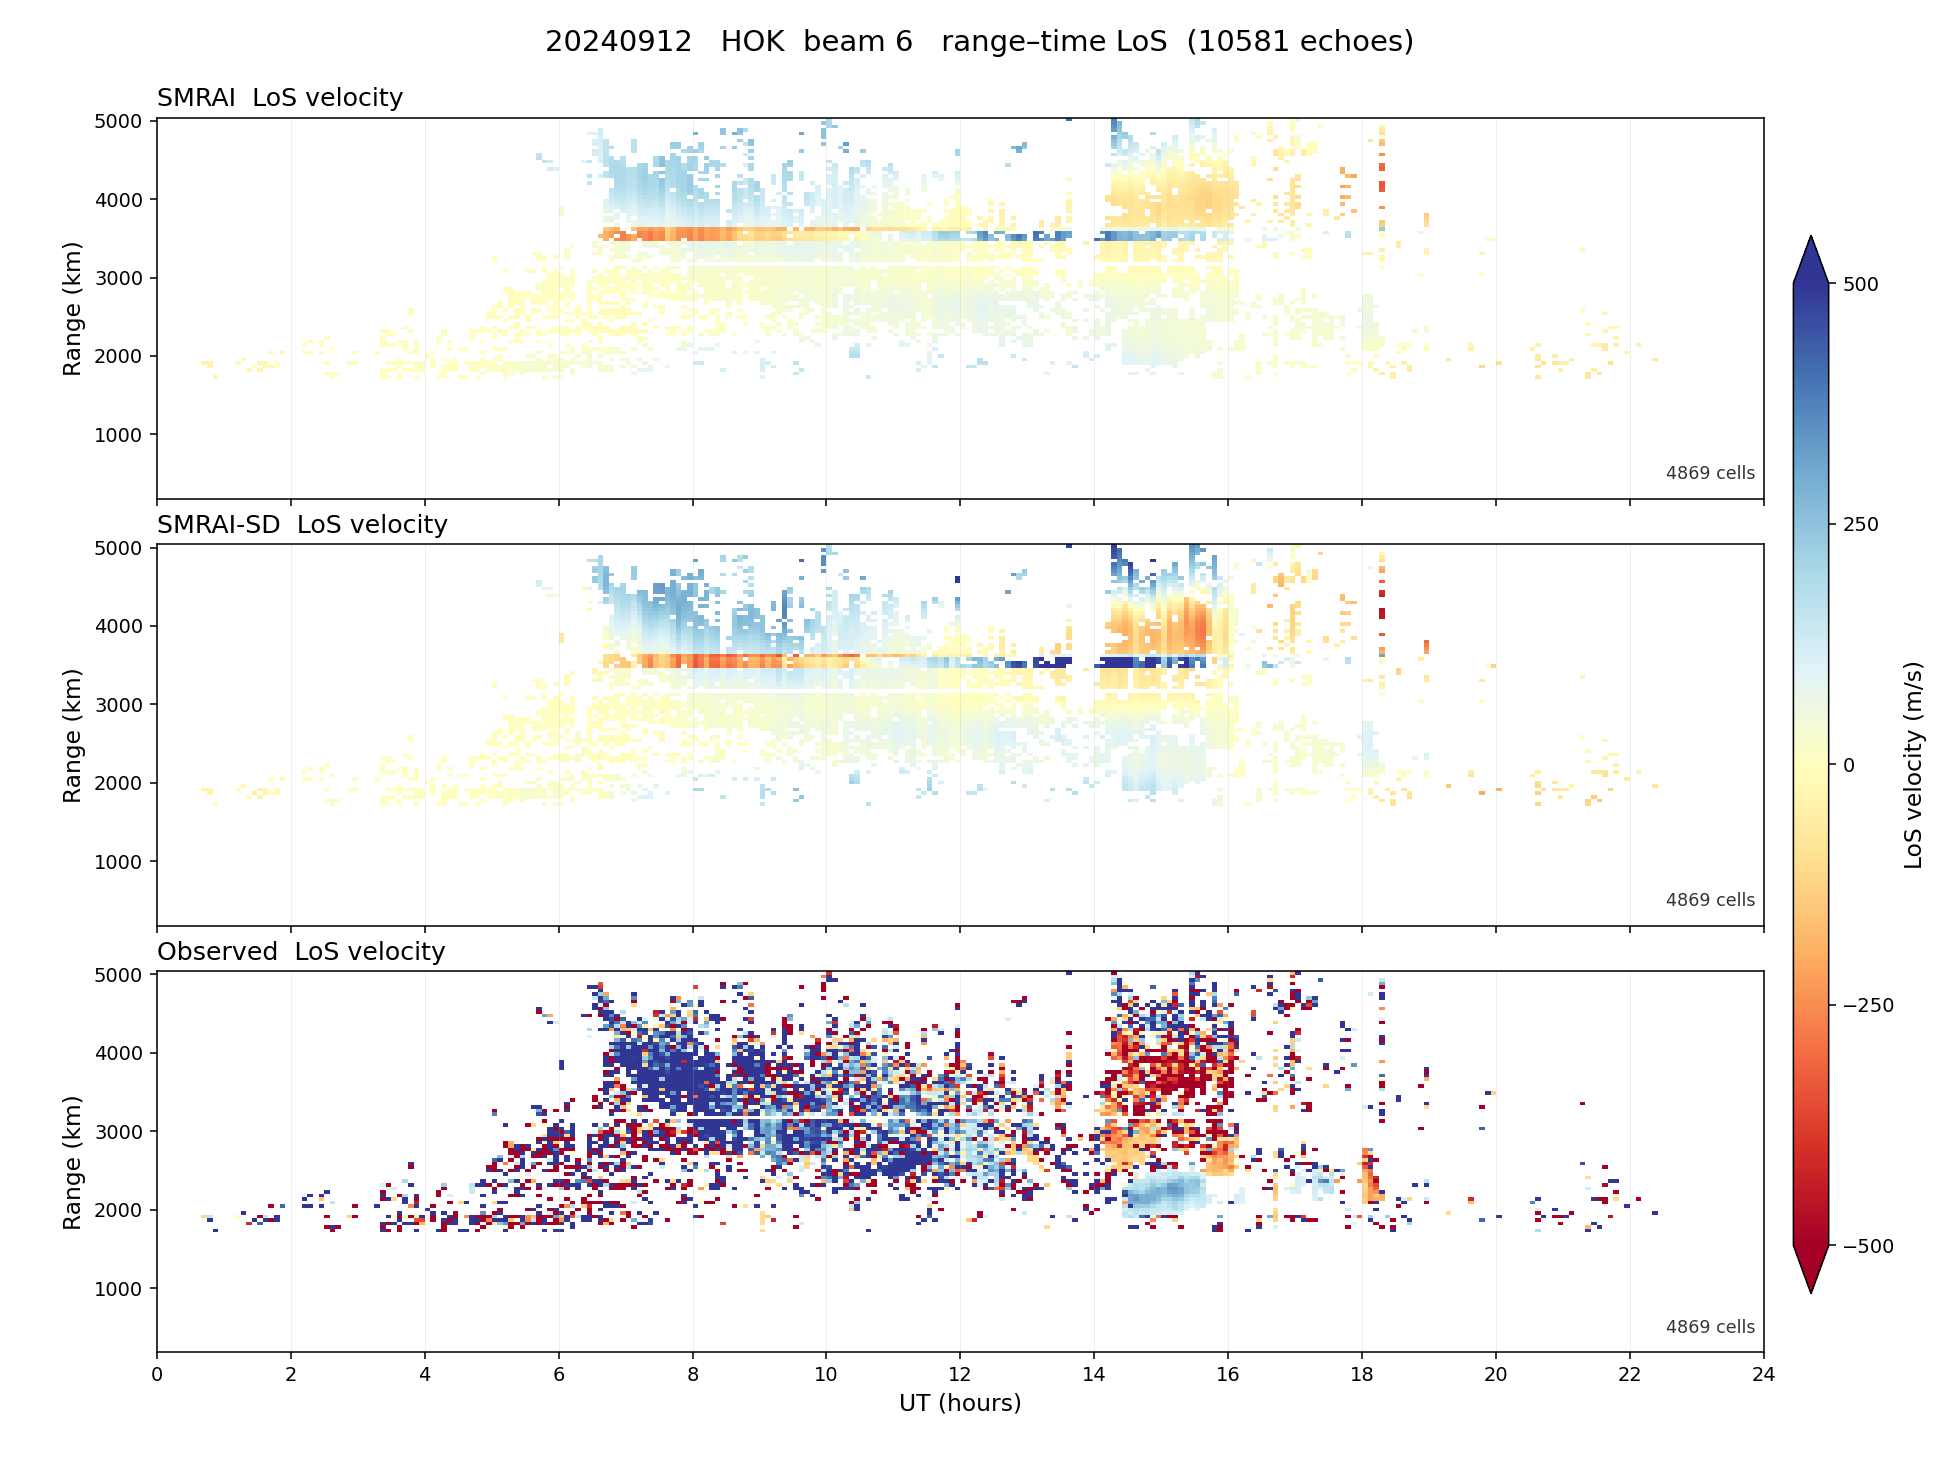 20240912   HOK  beam 6   range–time LoS  (10581 echoes)
SMRAI  LoS velocity
5000
4000
3000
2000
1000
Range (km)
4869 cells
SMRAI-SD  LoS velocity
5000
4000
3000
2000
1000
Range (km)
4869 cells
Observed  LoS velocity
5000
4000
3000
2000
1000
Range (km)
4869 cells
0 2 4 6 8 10 12 14 16 18 20 22 24
UT (hours)
500
250
0
−250
−500
LoS velocity (m/s)